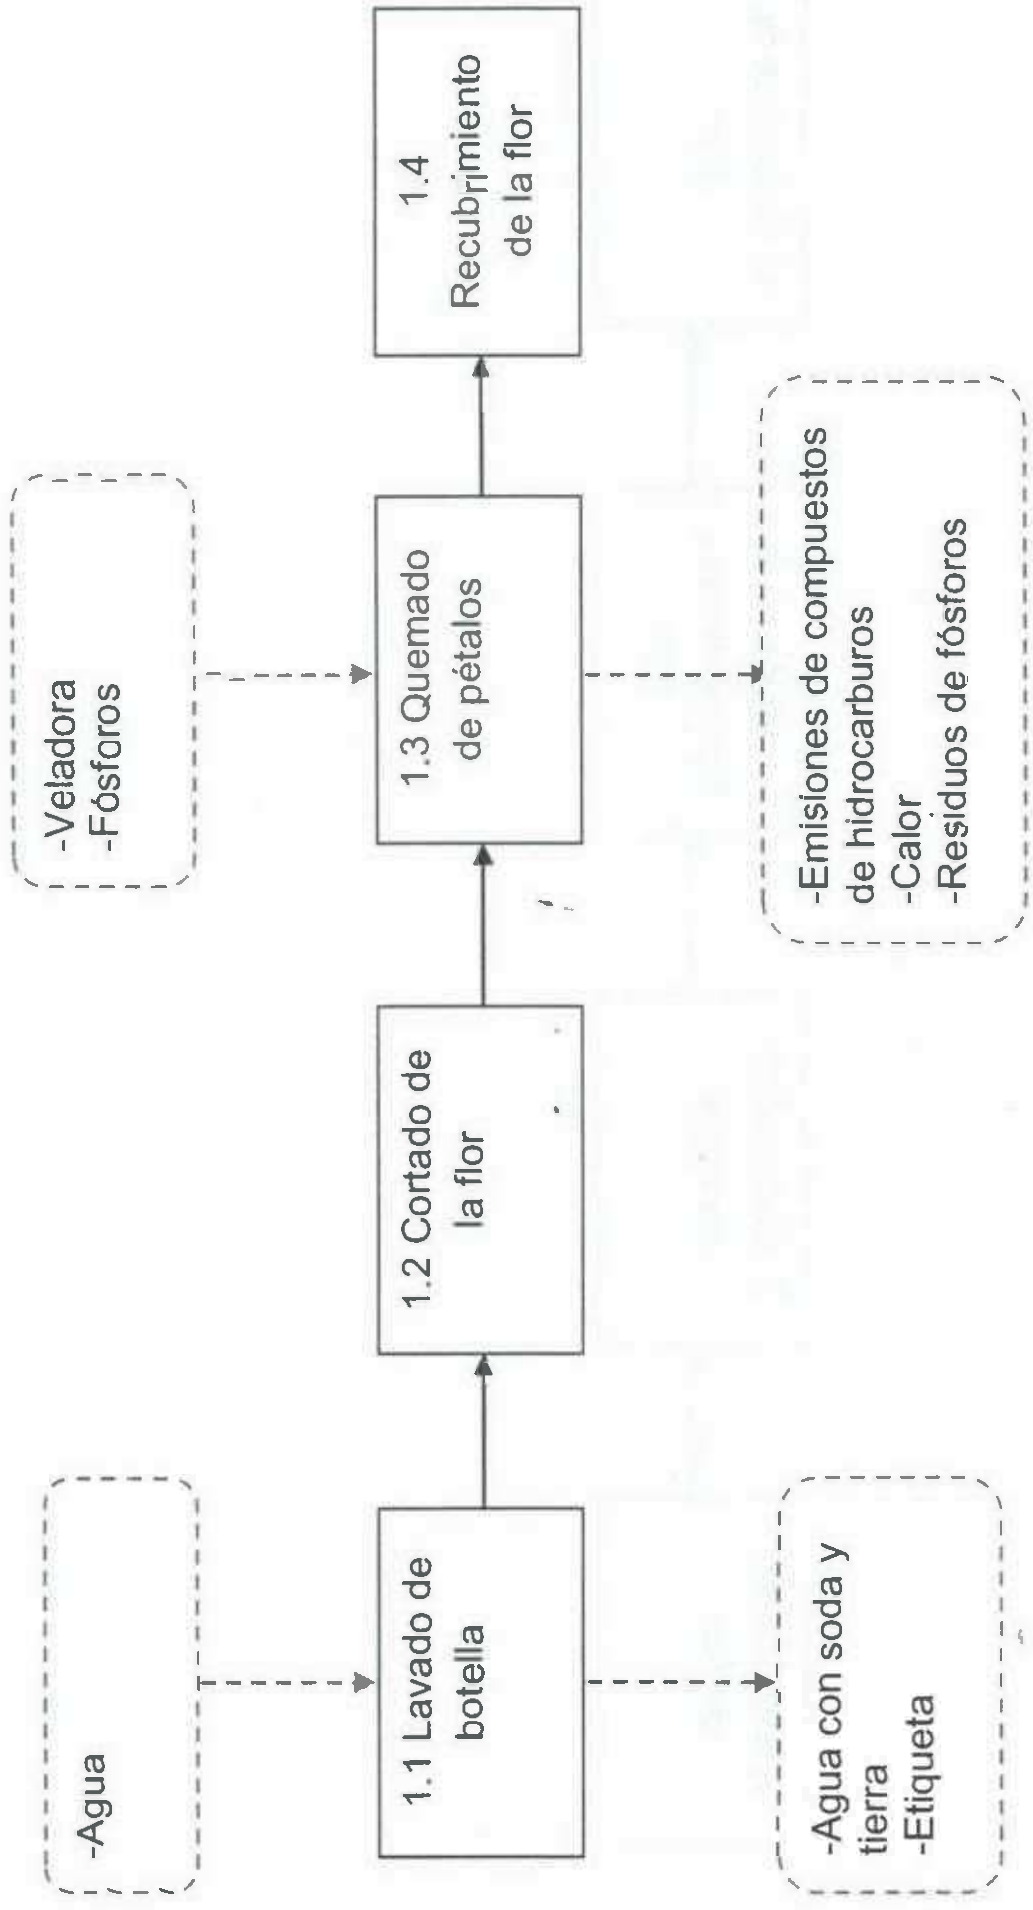 -Agua
-Veladora
-Fósforos
1.1 Lavado de
botella
1.2 Cortado de
la flor
1.3 Quemado
de pétalos
1.4
Recubrimiento
de la flor
-Agua con soda y
tierra
-Etiqueta
-Emisiones de compuestos
de hidrocarburos
-Calor
-Residuos de fósforos